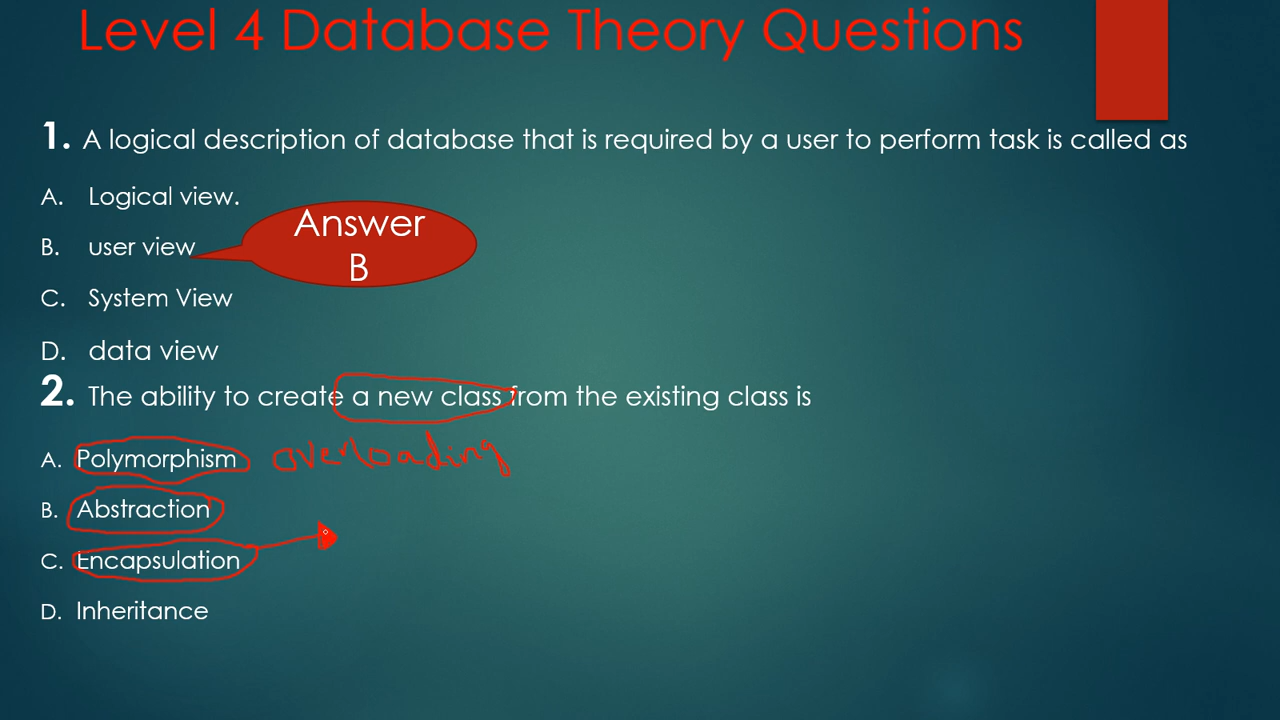 Level 4 Database Theory Questions
1. A logical description of database that is required by a user to perform task is called as
A. Logical view.
B. user view
Answer
B
C. System View
D. data view
2. The ability to create a new class from the existing class is
A. Polymorphism overloading
B. Abstraction
C. Encapsulation
D. Inheritance